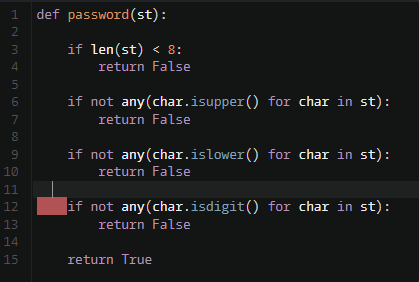 1 def password(st):
2
3     if len(st) < 8:
4         return False
5
6     if not any(char.isupper() for char in st):
7         return False
8
9     if not any(char.islower() for char in st):
10         return False
11
12     if not any(char.isdigit() for char in st):
13         return False
14
15     return True